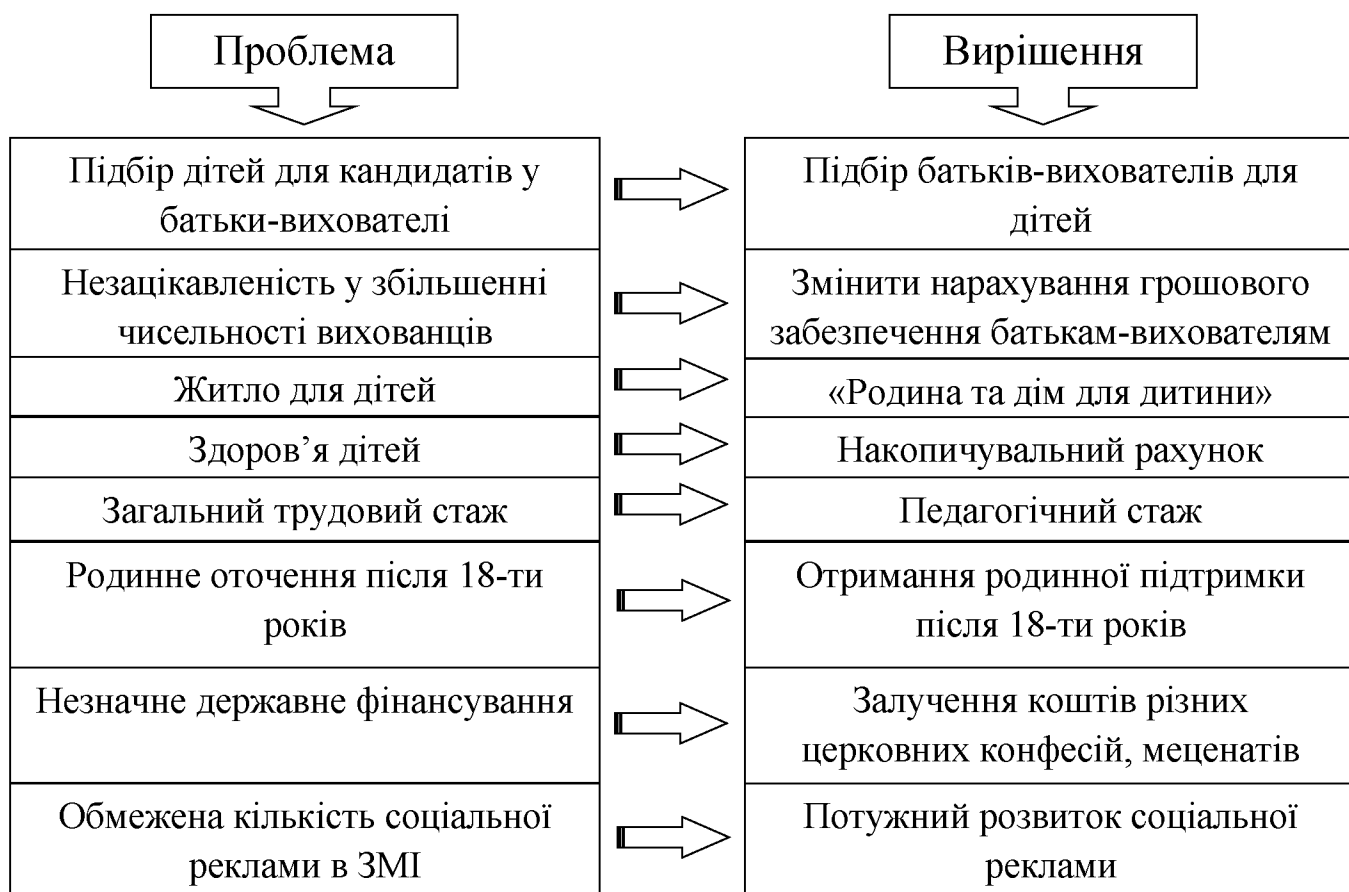 Проблема
Вирішення
Підбір дітей для кандидатів у
батьки-вихователі
Підбір батьків-вихователів для
дітей
Незацікавленість у збільшенні
чисельності вихованців
Змінити нарахування грошового
забезпечення батькам-вихователям
Житло для дітей
«Родина та дім для дитини»
Здоров’я дітей
Накопичувальний рахунок
Загальний трудовий стаж
Педагогічний стаж
Родинне оточення після 18-ти
років
Отримання родинної підтримки
після 18-ти років
Незначне державне фінансування
Залучення коштів різних
церковних конфесій, меценатів
Обмежена кількість соціальної
реклами в ЗМІ
Потужний розвиток соціальної
реклами